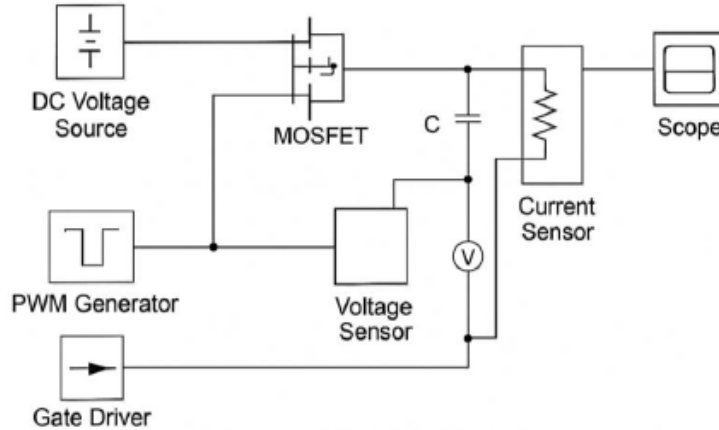 DC Voltage
Source
MOSFET
C
Scope
Current
Sensor
PWM Generator
Voltage
Sensor
V
Gate Driver